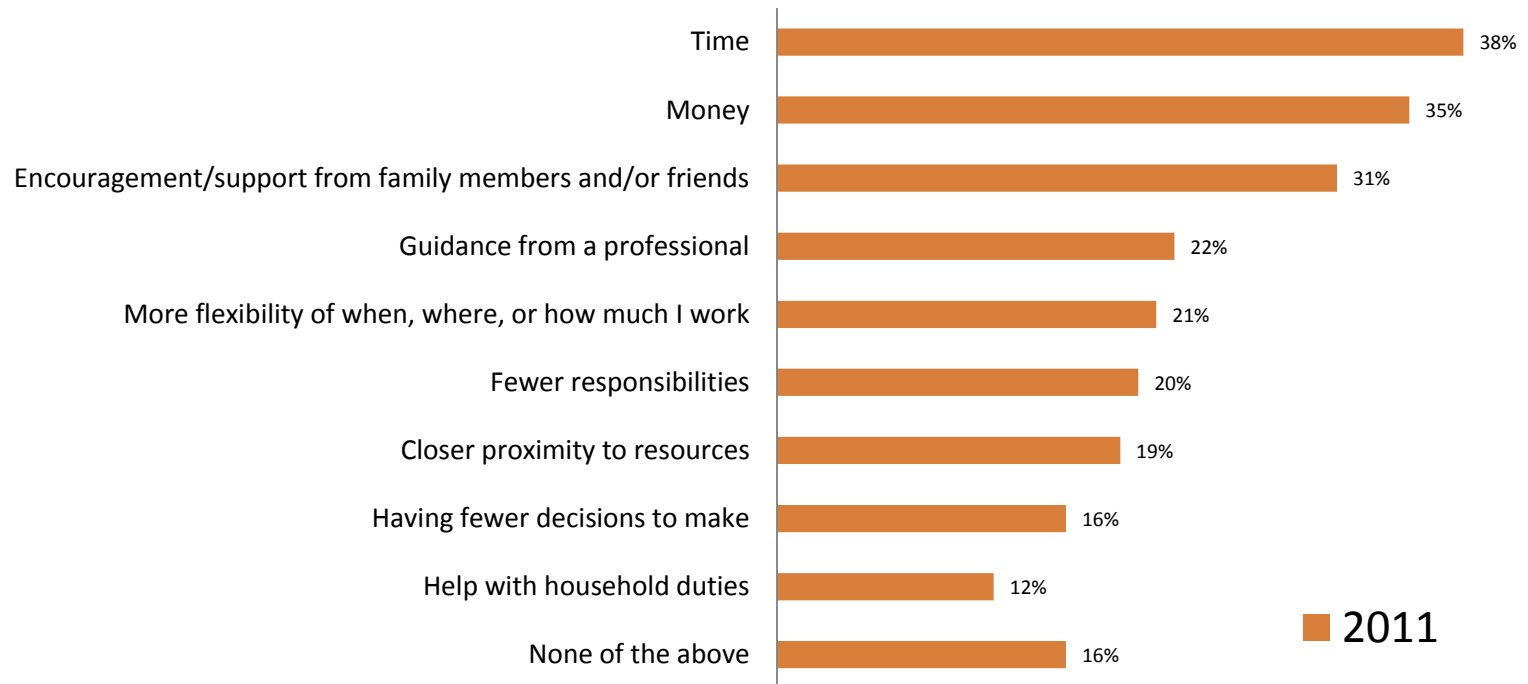 Time 38%
Money 35%
Encouragement/support from family members and/or friends 31%
Guidance from a professional 22%
More flexibility of when, where, or how much I work 21%
Fewer responsibilities 20%
Closer proximity to resources 19%
Having fewer decisions to make 16%
Help with household duties 12%
2011
None of the above 16%